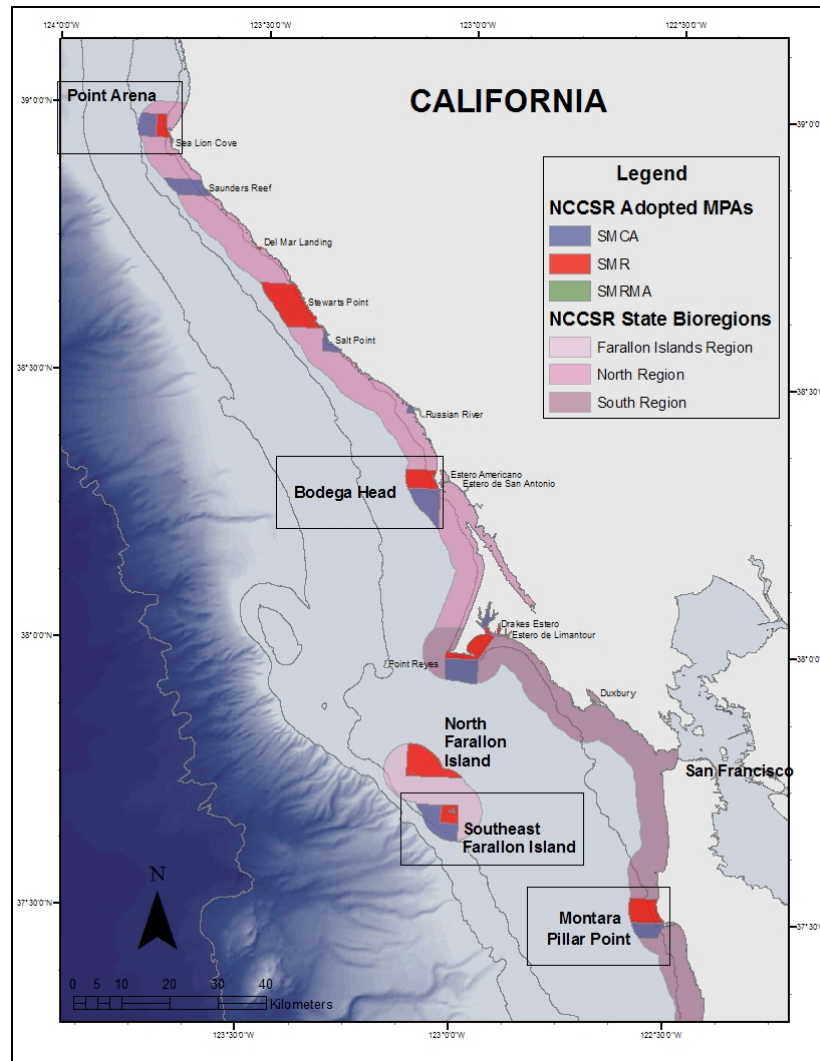 124°0'0"W
123°30'0"W
123°0'0"W
122°30'0"W
39°0'0"N
Point Arena
CALIFORNIA
39°0'0"N
Sea Lion Cove
Legend
NCCSR Adopted MPAs
SMCA
SMR
SMRMA
NCCSR State Bioregions
Farallon Islands Region
North Region
South Region
Saunders Reef
Del Mar Landing
Stewarts Point
Salt Point
38°30'0"N
38°30'0"N
Russian River
Bodega Head
Estero Americano
Estero de San Antonio
38°0'0"N
Drakes Estero
Estero de Limantour
38°0'0"N
Point Reyes
Duxbury
North
Farallon
Island
San Francisco
Southeast
Farallon Island
N
37°30'0"N
Montara
Pillar Point
37°30'0"N
0 5 10 20 30 40
Kilometers
123°30'0"W
123°0'0"W
122°30'0"W